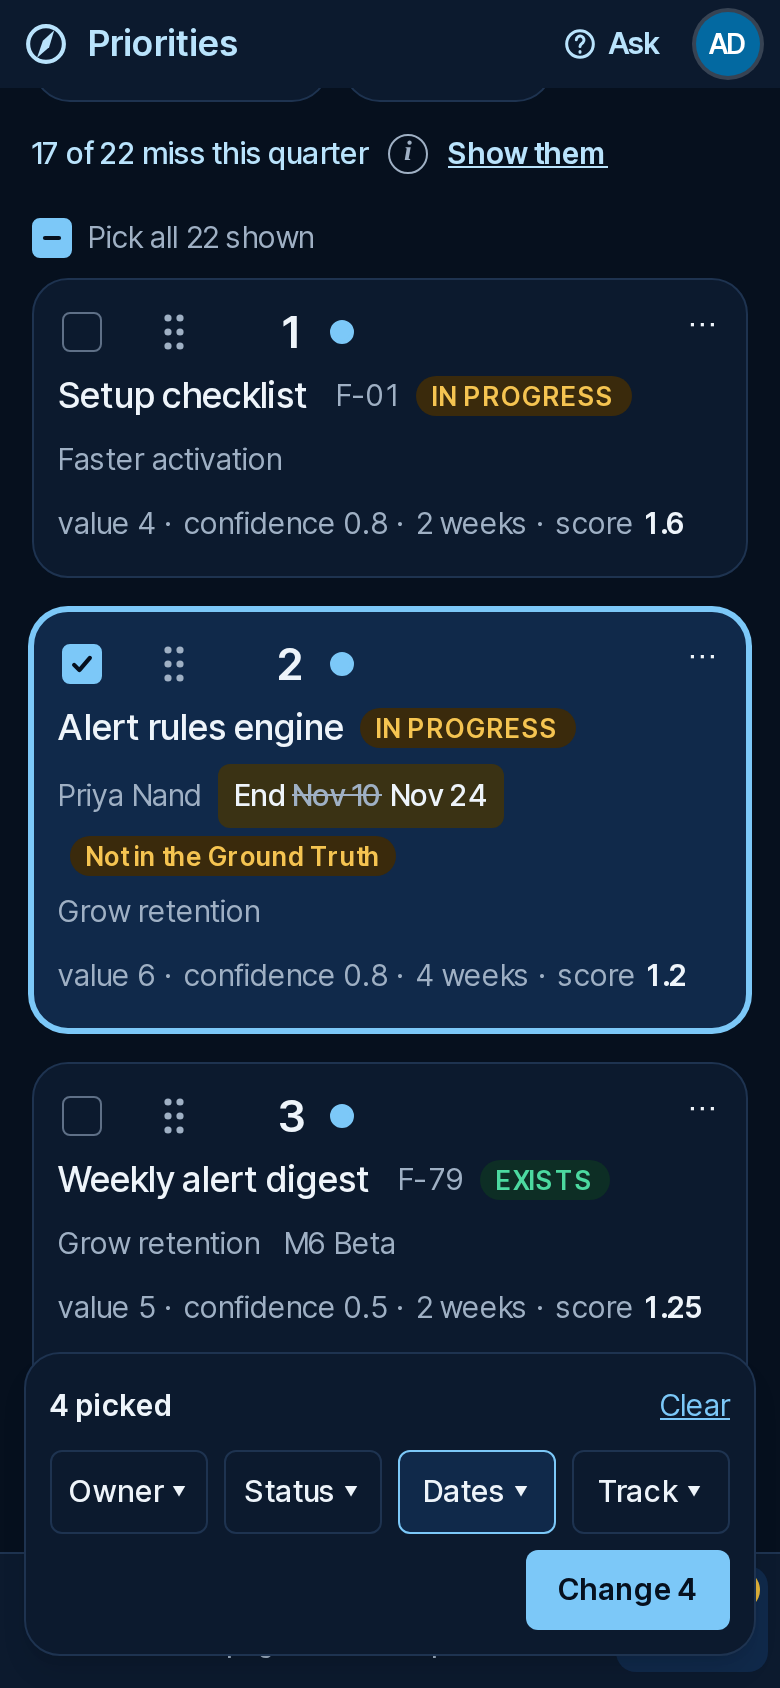 Priorities
Ask
AD
17 of 22 miss this quarter i Show them
Pick all 22 shown
1 ...
Setup checklist F-01 IN PROGRESS
Faster activation
value 4 · confidence 0.8 · 2 weeks · score 1.6
2 ...
Alert rules engine IN PROGRESS
Priya Nand End Nov 10 Nov 24
Not in the Ground Truth
Grow retention
value 6 · confidence 0.8 · 4 weeks · score 1.2
3 ...
Weekly alert digest F-79 EXISTS
Grow retention M6 Beta
value 5 · confidence 0.5 · 2 weeks · score 1.25
4 picked Clear
Owner ▾ Status ▾ Dates ▾ Track ▾
Change 4